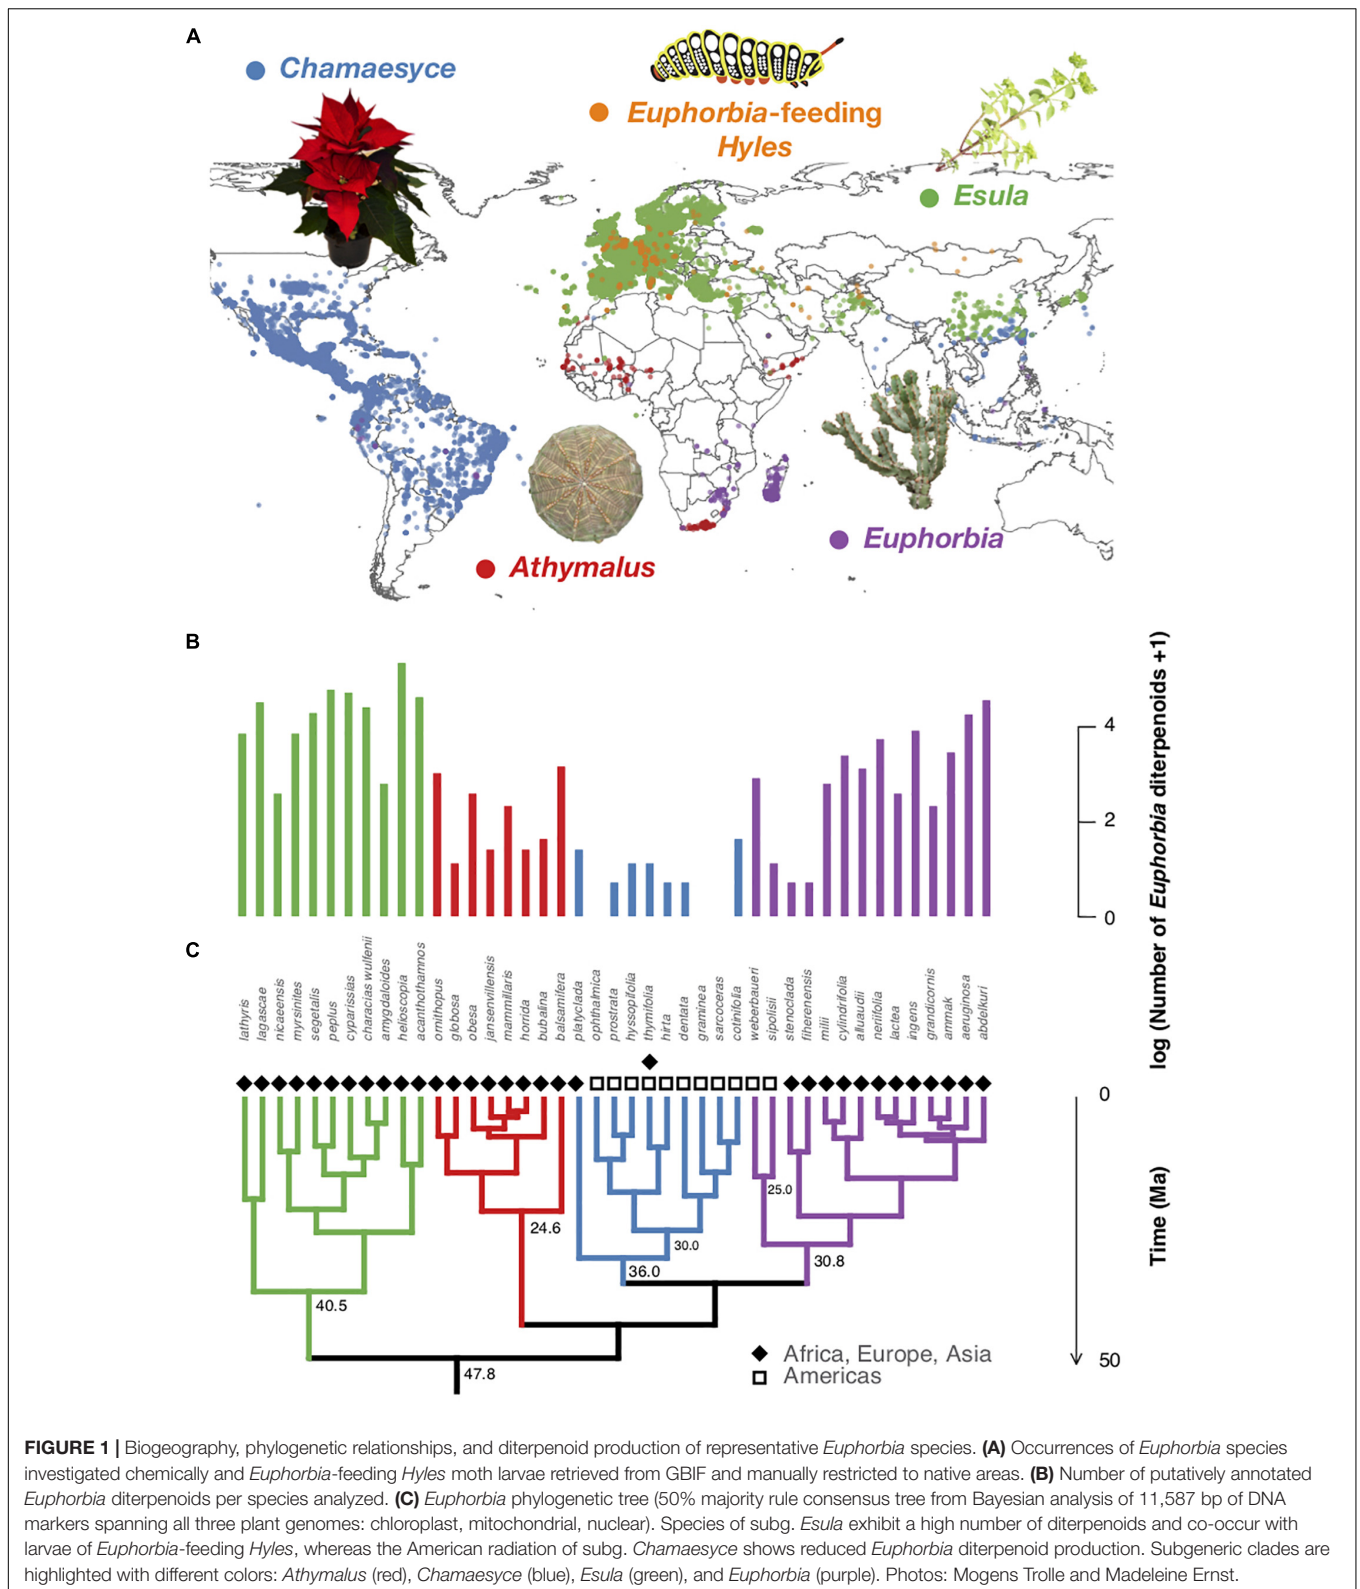 A
Chamaesyce
Euphorbia-feeding
Hyles
Esula
Athymalus
Euphorbia
B
log (Number of Euphorbia diterpenoids +1)
4
2
0
C
lathyris
lagascae
nicaeensis
myrsinites
segetalis
peplus
cyparissias
characias wulfenii
amygdaloides
helioscopia
acanthothamnos
ornithopus
globosa
obesa
jansenvillensis
mammillaris
horrida
bubalina
balsamifera
platyclada
ophthalmica
prostrata
hyssopifolia
thymifolia
hirta
dentata
graminea
sarcoceras
cotinifolia
weberbaueri
sipolisii
stenoclada
fiherenensis
milii
cylindrifolia
alluaudii
neriifolia
lactea
ingens
grandicornis
ammak
aeruginosa
abdelkuri
0
Time (Ma)
50
25.0
24.6
30.0
36.0
30.8
40.5
47.8
Africa, Europe, Asia
Americas
FIGURE 1 | Biogeography, phylogenetic relationships, and diterpenoid production of representative Euphorbia species. (A) Occurrences of Euphorbia species
investigated chemically and Euphorbia-feeding Hyles moth larvae retrieved from GBIF and manually restricted to native areas. (B) Number of putatively annotated
Euphorbia diterpenoids per species analyzed. (C) Euphorbia phylogenetic tree (50% majority rule consensus tree from Bayesian analysis of 11,587 bp of DNA
markers spanning all three plant genomes: chloroplast, mitochondrial, nuclear). Species of subg. Esula exhibit a high number of diterpenoids and co-occur with
larvae of Euphorbia-feeding Hyles, whereas the American radiation of subg. Chamaesyce shows reduced Euphorbia diterpenoid production. Subgeneric clades are
highlighted with different colors: Athymalus (red), Chamaesyce (blue), Esula (green), and Euphorbia (purple). Photos: Mogens Trolle and Madeleine Ernst.